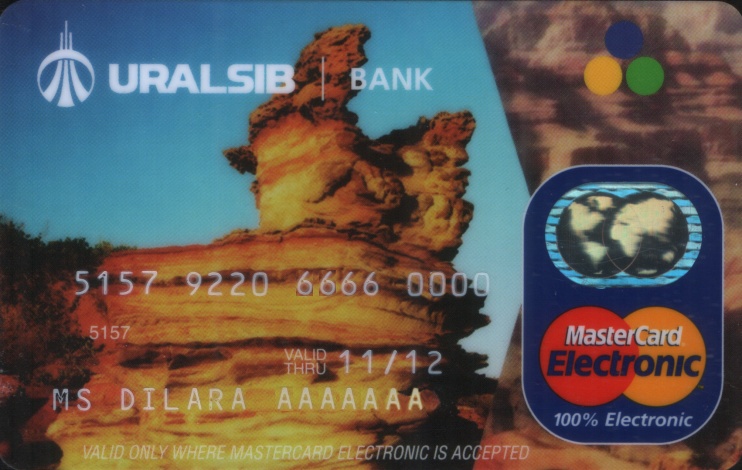 URALSIB | BANK
5157 9220 6666 0000
5157
VALID THRU 11/12
MS DILARA AAAAAAA
MasterCard
Electronic
100% Electronic
VALID ONLY WHERE MASTERCARD ELECTRONIC IS ACCEPTED